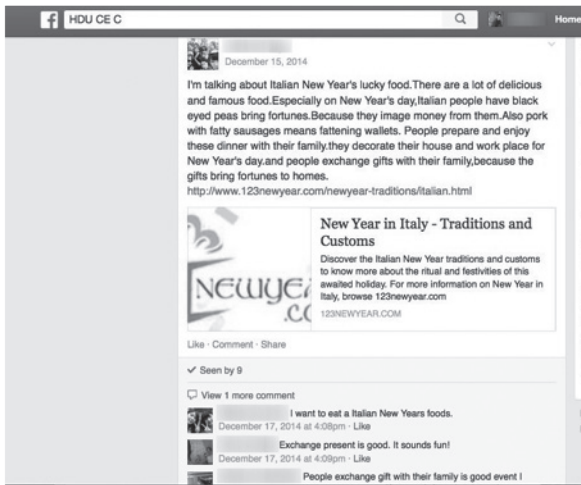 HDU CE C
Home
December 15, 2014
I'm talking about Italian New Year's lucky food.There are a lot of delicious
and famous food.Especially on New Year's day,Italian people have black
eyed peas bring fortunes.Because they image money from them.Also pork
with fatty sausages means fattening wallets. People prepare and enjoy
these dinner with their family.they decorate their house and work place for
New Year's day.and people exchange gifts with their family,because the
gifts bring fortunes to homes.
http://www.123newyear.com/newyear-traditions/italian.html
New Year in Italy - Traditions and
Customs
Discover the Italian New Year traditions and customs
to know more about the ritual and festivities of this
awaited holiday. For more information on New Year in
Italy, browse 123newyear.com
123NEWYEAR.COM
Like · Comment · Share
Seen by 9
View 1 more comment
I want to eat a Italian New Years foods.
December 17, 2014 at 4:08pm · Like
Exchange present is good. It sounds fun!
December 17, 2014 at 4:09pm · Like
People exchange gift with their family is good event I